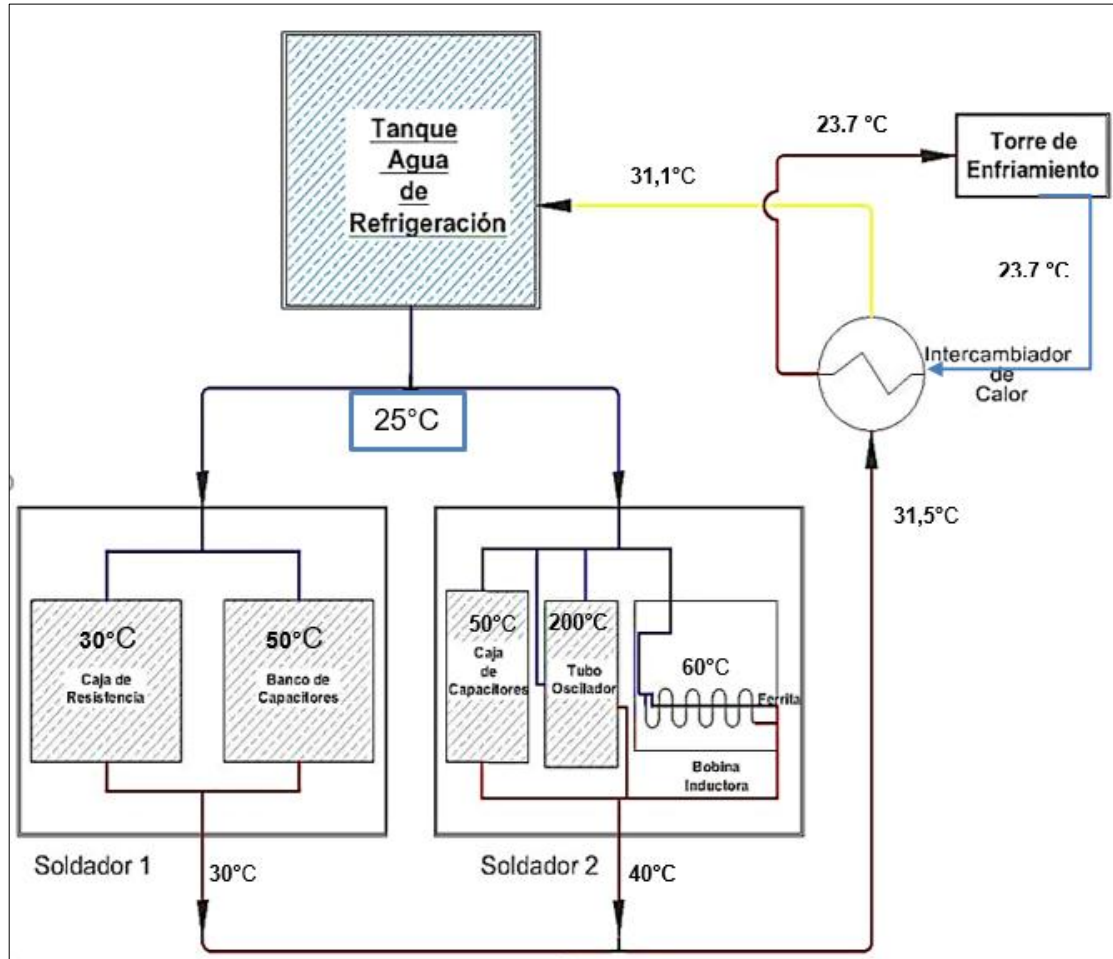 Tanque
Agua
de
Refrigeración
31,1°C
23.7 °C
Torre de
Enfriamiento
23.7 °C
Intercambiador
de
Calor
25°C
31,5°C
30°C
Caja de
Resistencia
50°C
Banco de
Capacitores
50°C
Caja
de
Capacitores
200°C
Tubo
Oscilador
60°C
Ferrita
Bobina
Inductora
Soldador 1
30°C
Soldador 2
40°C